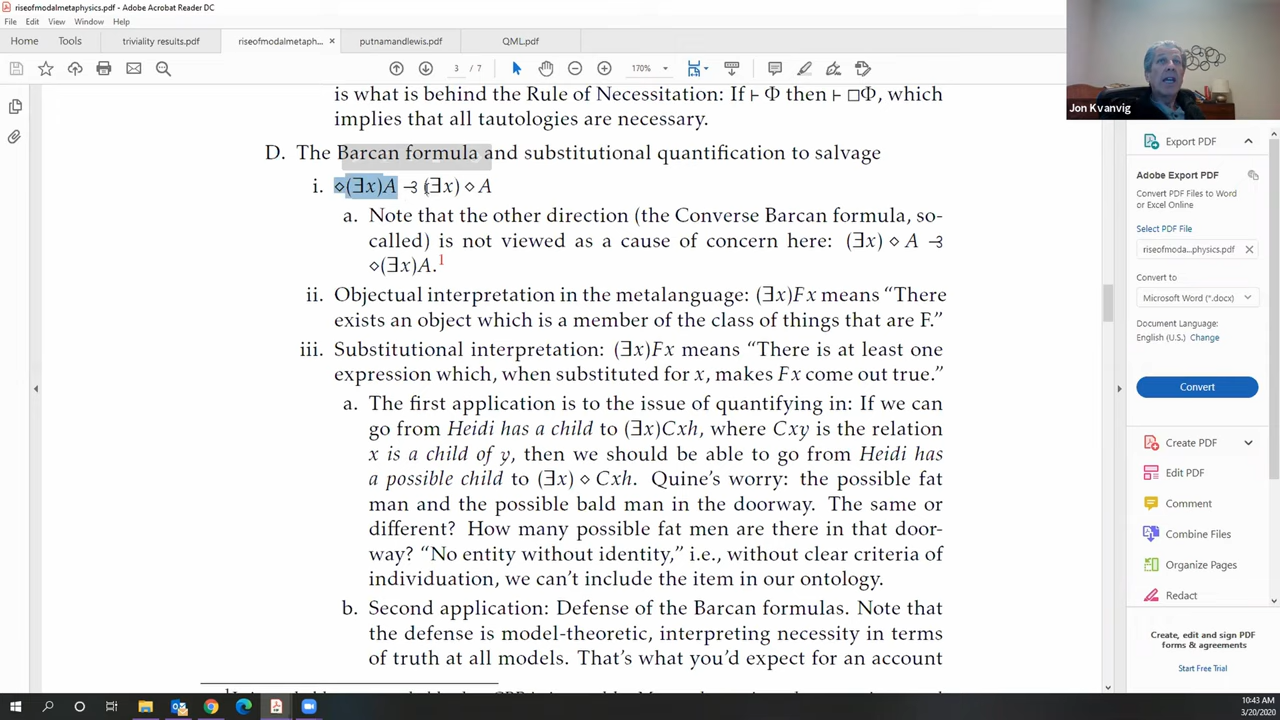 riseofmodalmetaphysics.pdf - Adobe Acrobat Reader DC
File Edit View Window Help
Home Tools triviality results.pdf riseofmodalmetaph... × putnamandlewis.pdf QML.pdf
3 / 7 170%
is what is behind the Rule of Necessitation: If ⊢ Φ then ⊢ □Φ, which
implies that all tautologies are necessary.
D. The Barcan formula and substitutional quantification to salvage
i. ⋄(∃x)A ⥽ (∃x) ⋄ A
a. Note that the other direction (the Converse Barcan formula, so-
called) is not viewed as a cause of concern here: (∃x) ⋄ A ⥽
⋄(∃x)A.1
ii. Objectual interpretation in the metalanguage: (∃x)Fx means “There
exists an object which is a member of the class of things that are F.”
iii. Substitutional interpretation: (∃x)Fx means “There is at least one
expression which, when substituted for x, makes Fx come out true.”
a. The first application is to the issue of quantifying in: If we can
go from Heidi has a child to (∃x)Cxh, where Cxy is the relation
x is a child of y, then we should be able to go from Heidi has
a possible child to (∃x) ⋄ Cxh. Quine’s worry: the possible fat
man and the possible bald man in the doorway. The same or
different? How many possible fat men are there in that door-
way? “No entity without identity,” i.e., without clear criteria of
individuation, we can’t include the item in our ontology.
b. Second application: Defense of the Barcan formulas. Note that
the defense is model-theoretic, interpreting necessity in terms
of truth at all models. That’s what you’d expect for an account
Jon Kvanvig
Export PDF
Adobe Export PDF
Convert PDF Files to Word
or Excel Online
Select PDF File
riseofmoda...physics.pdf ×
Convert to
Microsoft Word (*.docx)
Document Language:
English (U.S.) Change
Convert
Create PDF
Edit PDF
Comment
Combine Files
Organize Pages
Redact
Create, edit and sign PDF
forms & agreements
Start Free Trial
10:43 AM
3/20/2020